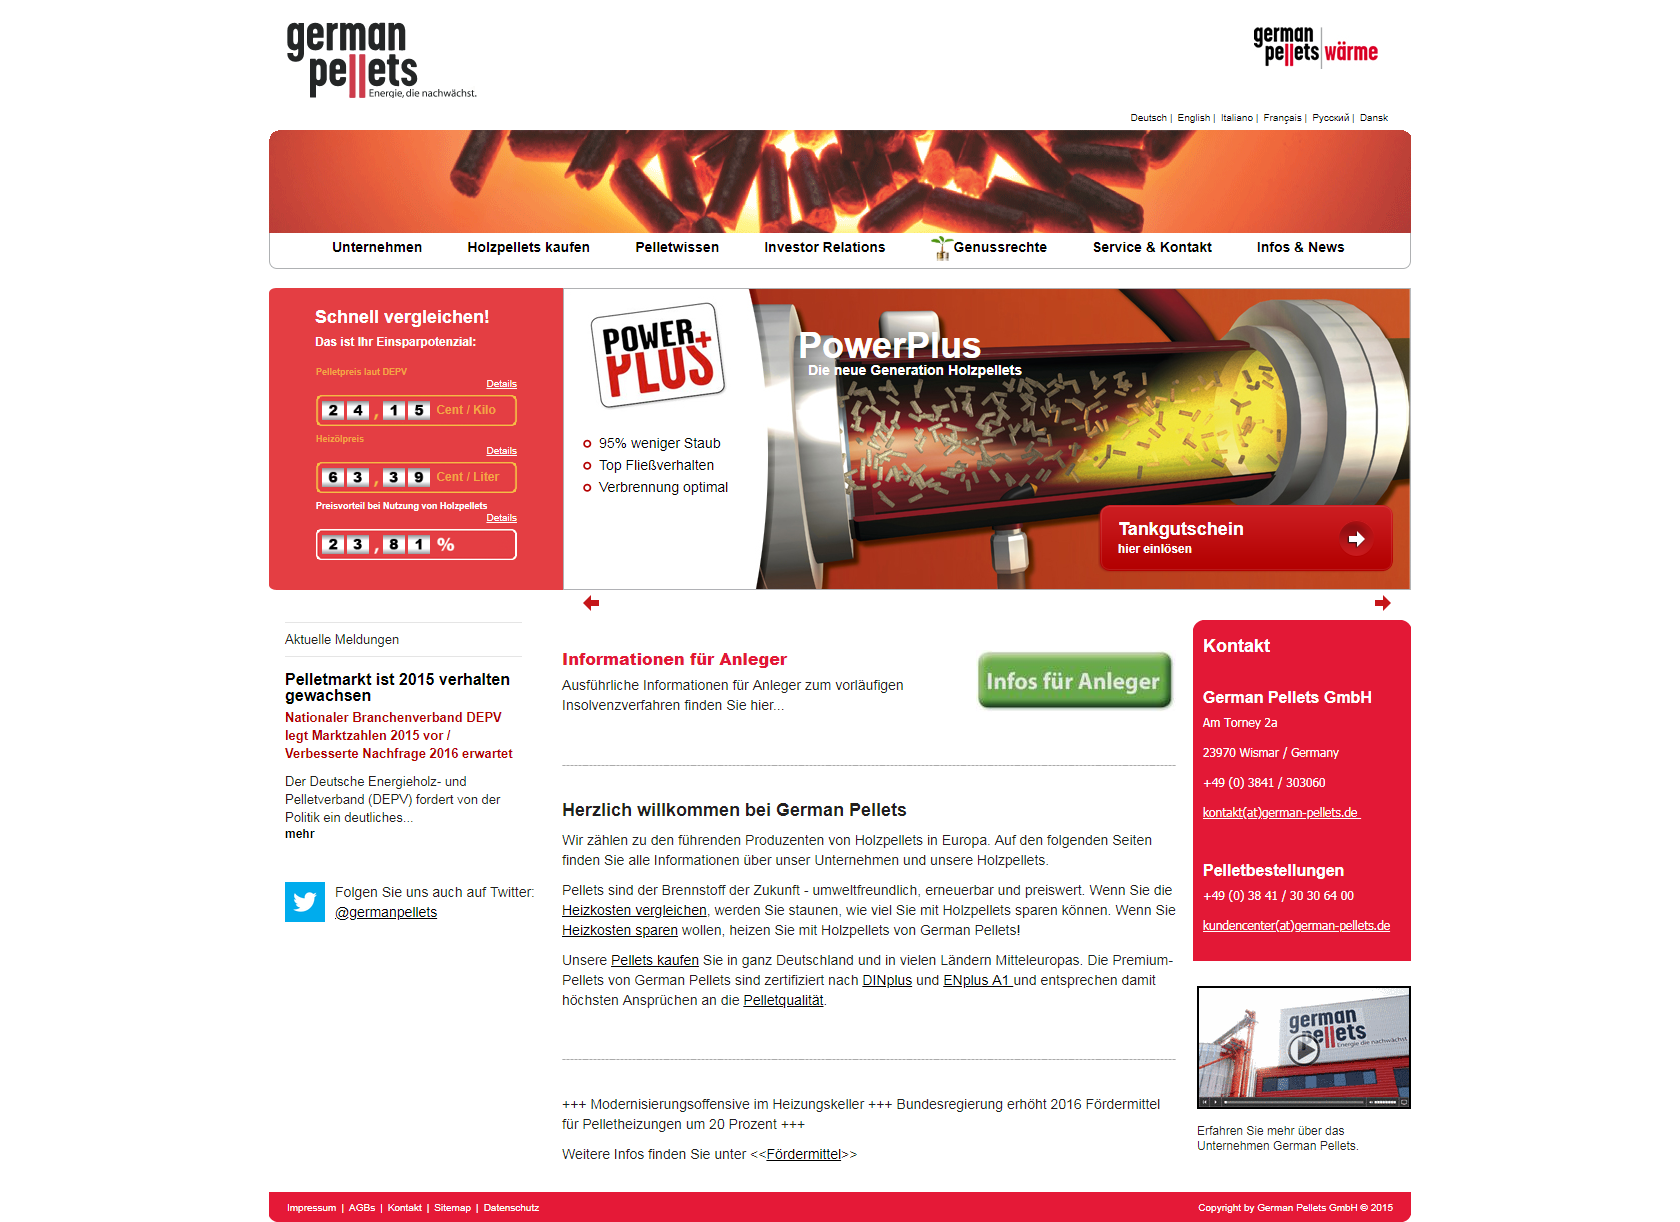 german
pellets
Energie, die nachwächst.
german
pellets wärme
Deutsch | English | Italiano | Français | Русский | Dansk
Unternehmen Holzpellets kaufen Pelletwissen Investor Relations Genussrechte Service & Kontakt Infos & News
Schnell vergleichen!
Das ist Ihr Einsparpotenzial:
Pelletpreis laut DEPV
Details
24,15 Cent / Kilo
Heizölpreis
Details
63,39 Cent / Liter
Preisvorteil bei Nutzung von Holzpellets
Details
23,81 %
POWER+
PLUS
95% weniger Staub
Top Fließverhalten
Verbrennung optimal
PowerPlus
Die neue Generation Holzpellets
Tankgutschein
hier einlösen
Aktuelle Meldungen
Pelletmarkt ist 2015 verhalten
gewachsen
Nationaler Branchenverband DEPV
legt Marktzahlen 2015 vor /
Verbesserte Nachfrage 2016 erwartet
Der Deutsche Energieholz- und
Pelletverband (DEPV) fordert von der
Politik ein deutliches...
mehr
Folgen Sie uns auch auf Twitter:
@germanpellets
Informationen für Anleger
Ausführliche Informationen für Anleger zum vorläufigen
Insolvenzverfahren finden Sie hier...
Infos für Anleger
Herzlich willkommen bei German Pellets
Wir zählen zu den führenden Produzenten von Holzpellets in Europa. Auf den folgenden Seiten
finden Sie alle Informationen über unser Unternehmen und unsere Holzpellets.
Pellets sind der Brennstoff der Zukunft - umweltfreundlich, erneuerbar und preiswert. Wenn Sie die
Heizkosten vergleichen, werden Sie staunen, wie viel Sie mit Holzpellets sparen können. Wenn Sie
Heizkosten sparen wollen, heizen Sie mit Holzpellets von German Pellets!
Unsere Pellets kaufen Sie in ganz Deutschland und in vielen Ländern Mitteleuropas. Die Premium-
Pellets von German Pellets sind zertifiziert nach DINplus und ENplus A1 und entsprechen damit
höchsten Ansprüchen an die Pelletqualität.
+++ Modernisierungsoffensive im Heizungskeller +++ Bundesregierung erhöht 2016 Fördermittel
für Pelletheizungen um 20 Prozent +++
Weitere Infos finden Sie unter <<Fördermittel>>
Kontakt
German Pellets GmbH
Am Torney 2a
23970 Wismar / Germany
+49 (0) 3841 / 303060
kontakt(at)german-pellets.de
Pelletbestellungen
+49 (0) 38 41 / 30 30 64 00
kundencenter(at)german-pellets.de
german
pellets
Energie, die nachwächst
Erfahren Sie mehr über das
Unternehmen German Pellets.
Impressum | AGBs | Kontakt | Sitemap | Datenschutz
Copyright by German Pellets GmbH © 2015